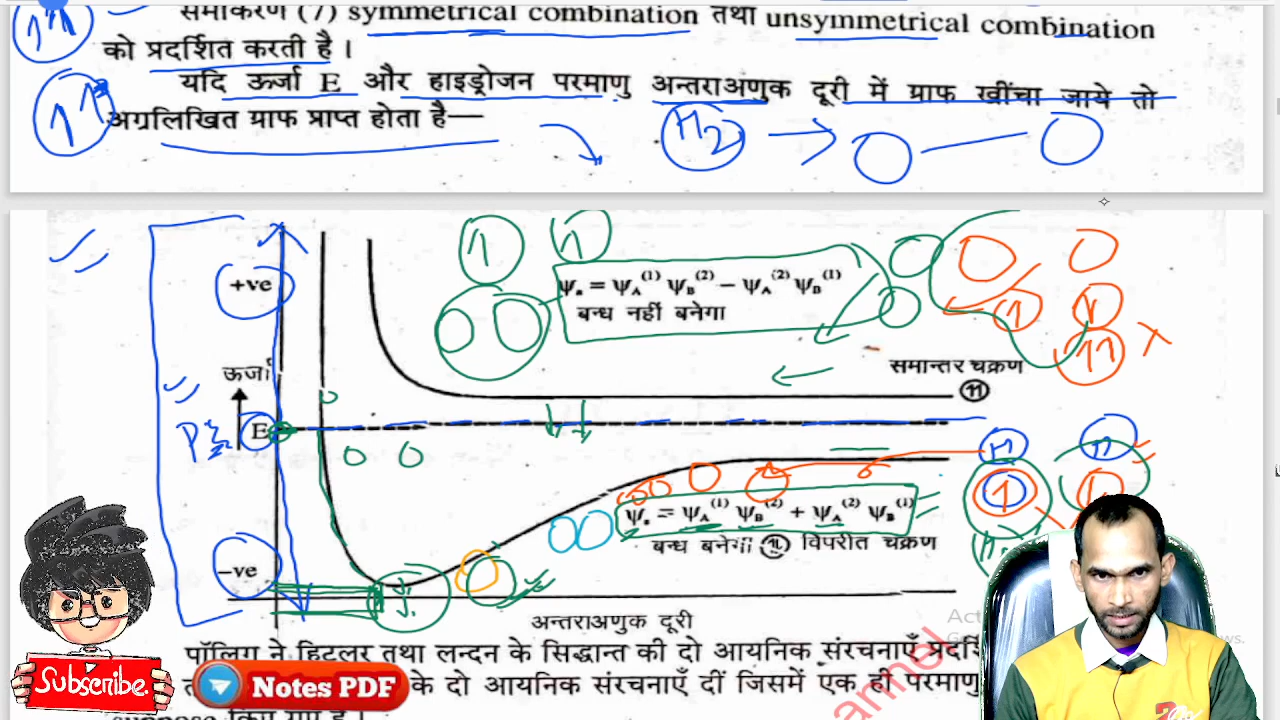 समीकरण (7) symmetrical combination तथा unsymmetrical combination
को प्रदर्शित करती है।
यदि ऊर्जा E और हाइड्रोजन परमाणु अन्तराअणुक दूरी में ग्राफ खींचा जाये तो
अग्रलिखित ग्राफ प्राप्त होता है—
H2
+ve
ψₐ = ψA(1) ψB(2) – ψA(2) ψB(1)
बन्ध नहीं बनेगा
समान्तर चक्रण
ऊर्जा
E
ψₛ = ψA(1) ψB(2) + ψA(2) ψB(1)
बन्ध बनेगा विपरीत चक्रण
–ve
अन्तराअणुक दूरी
पॉलिंग ने हिटलर तथा लन्दन के सिद्धान्त की दो आयनिक संरचनाएँ
Subscribe.
Notes PDF
के दो आयनिक संरचनाएँ दीं जिसमें एक ही परमाणु
suppose किए गए हैं।